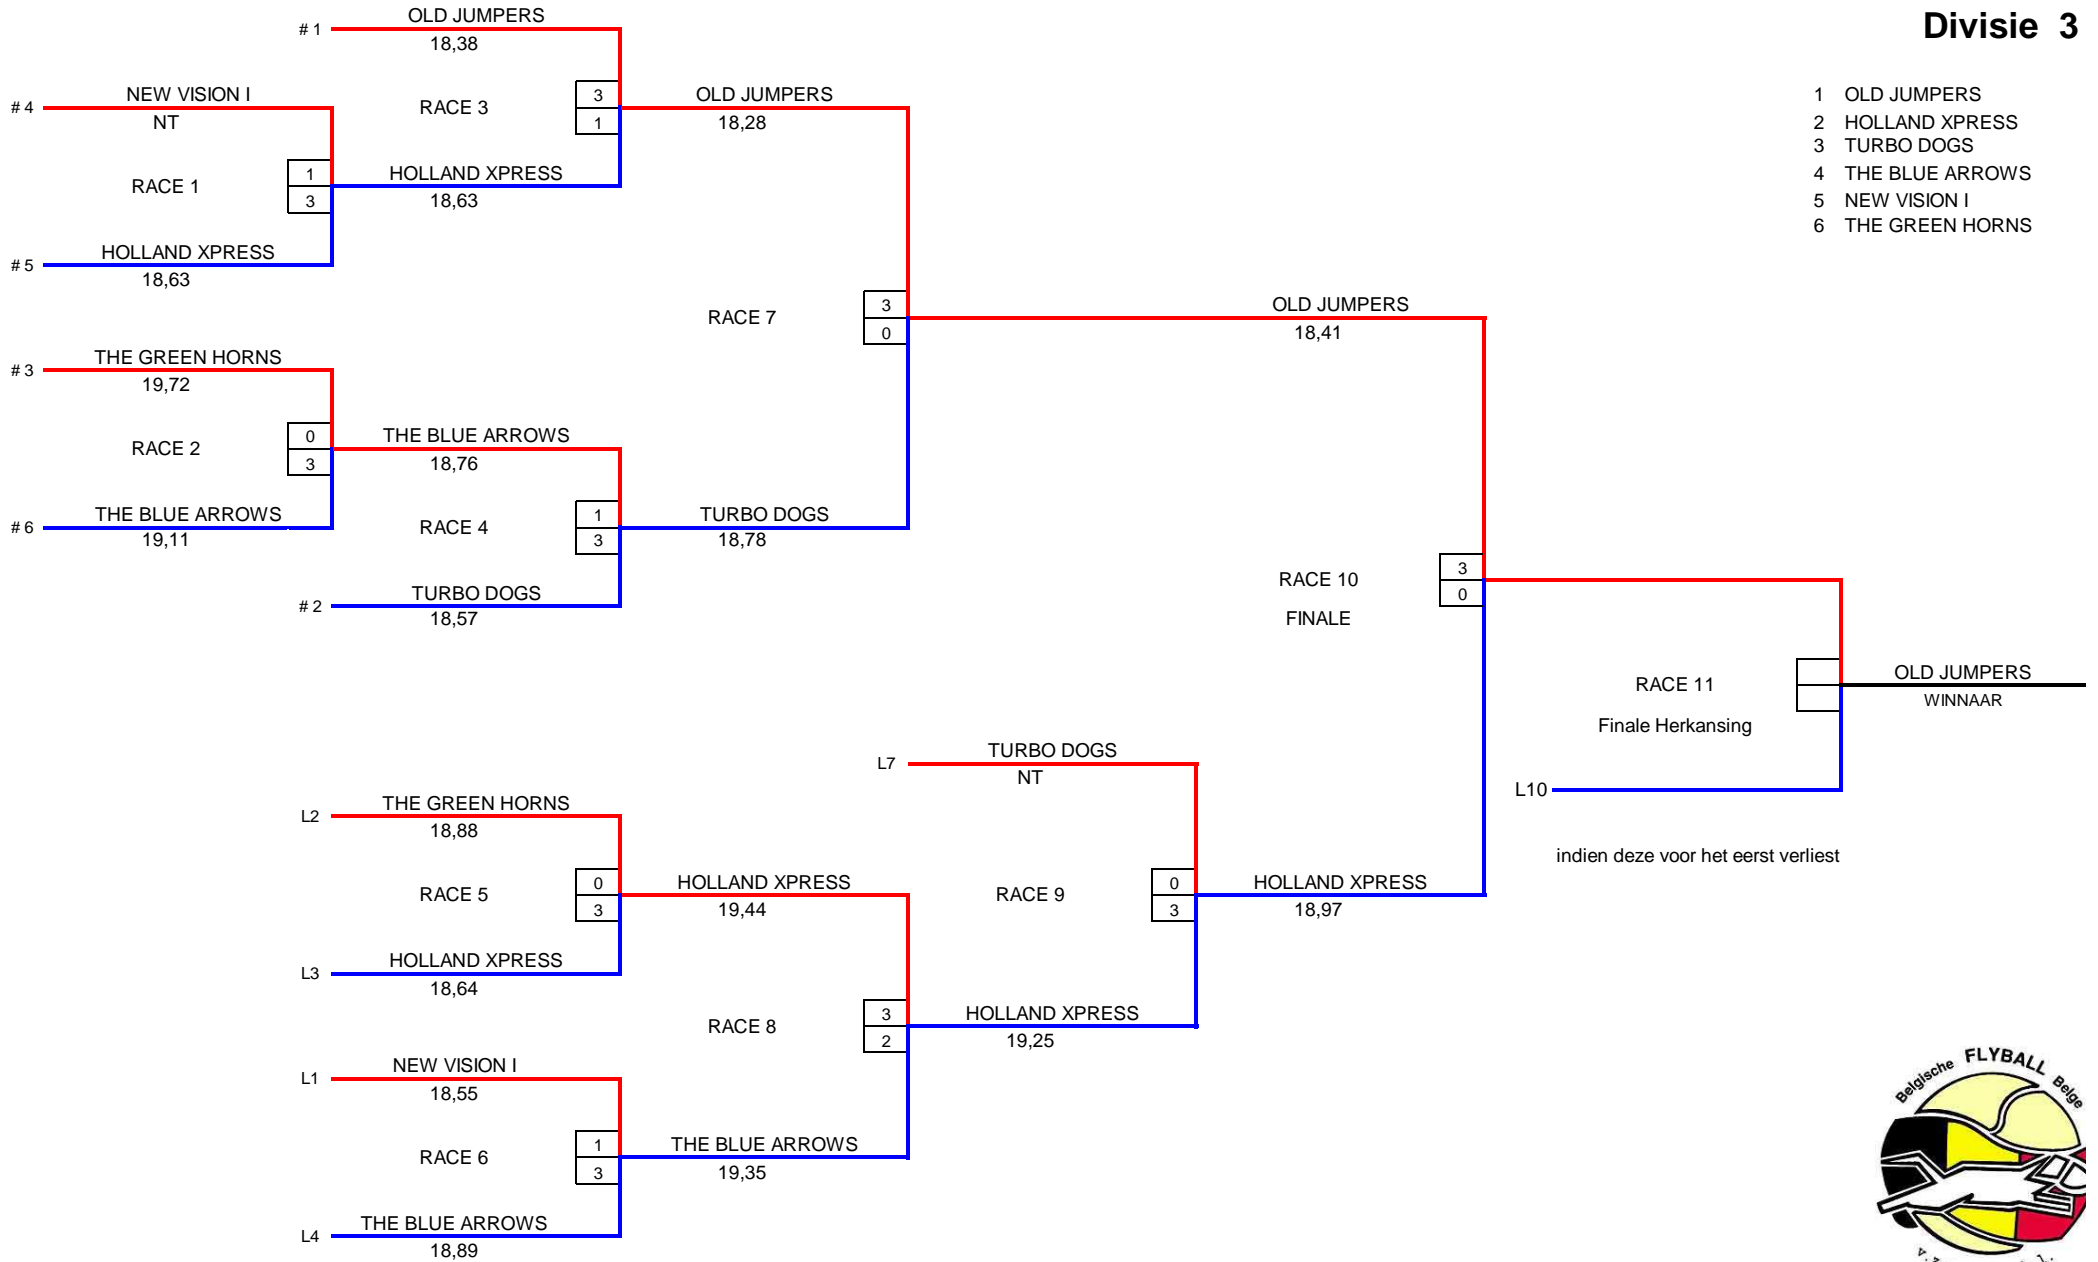 Divisie 3
1 OLD JUMPERS
2 HOLLAND XPRESS
3 TURBO DOGS
4 THE BLUE ARROWS
5 NEW VISION I
6 THE GREEN HORNS
# 1 OLD JUMPERS
18,38
RACE 3
3
1
OLD JUMPERS
18,28
# 4 NEW VISION I
NT
RACE 1
1
3
HOLLAND XPRESS
18,63
# 5 HOLLAND XPRESS
18,63
RACE 7
3
0
OLD JUMPERS
18,41
# 3 THE GREEN HORNS
19,72
RACE 2
0
3
THE BLUE ARROWS
18,76
# 6 THE BLUE ARROWS
19,11
RACE 4
1
3
TURBO DOGS
18,78
# 2 TURBO DOGS
18,57
RACE 10
FINALE
3
0
RACE 11
Finale Herkansing
OLD JUMPERS
WINNAAR
L10
indien deze voor het eerst verliest
L7 TURBO DOGS
NT
L2 THE GREEN HORNS
18,88
RACE 5
0
3
HOLLAND XPRESS
19,44
RACE 9
0
3
HOLLAND XPRESS
18,97
L3 HOLLAND XPRESS
18,64
RACE 8
3
2
HOLLAND XPRESS
19,25
L1 NEW VISION I
18,55
RACE 6
1
3
THE BLUE ARROWS
19,35
L4 THE BLUE ARROWS
18,89
Belgische FLYBALL Belge